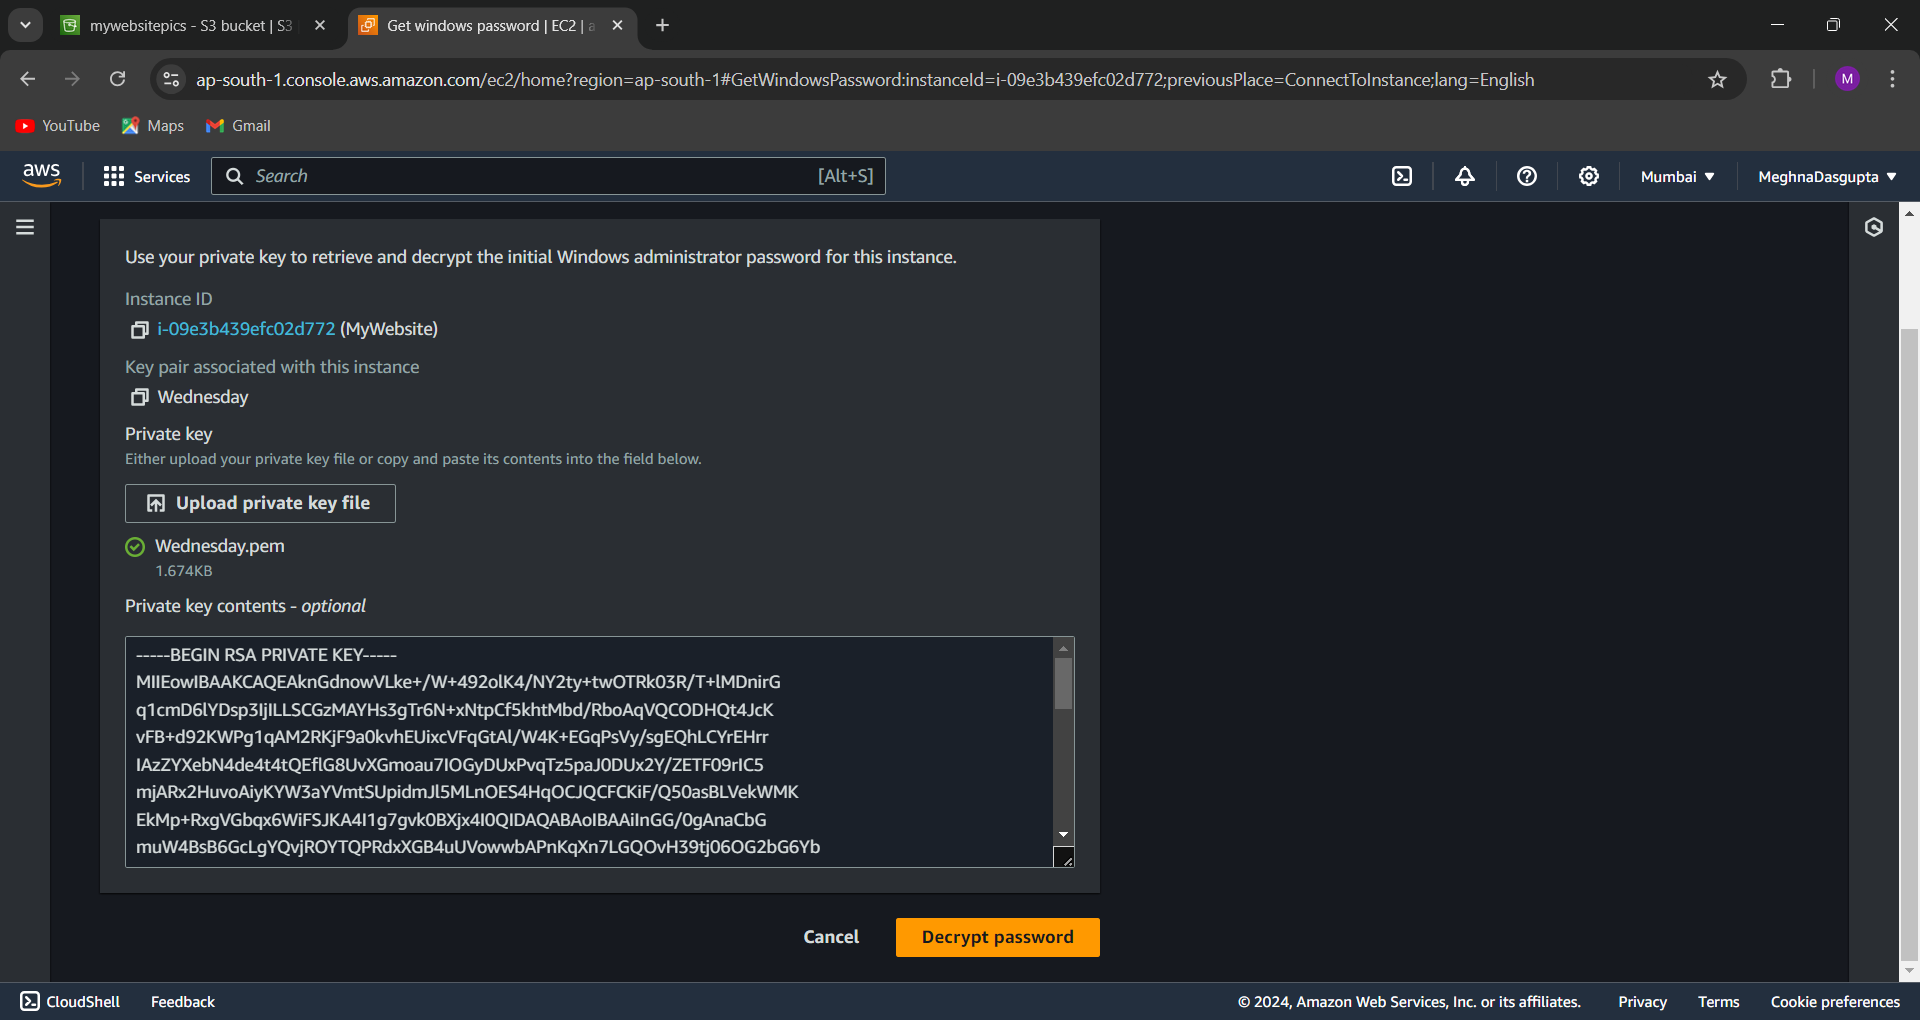 mywebsitepics - S3 bucket | S3
Get windows password | EC2 | a
ap-south-1.console.aws.amazon.com/ec2/home?region=ap-south-1#GetWindowsPassword:instanceId=i-09e3b439efc02d772;previousPlace=ConnectToInstance;lang=English
M
YouTube
Maps
Gmail
aws
Services
Search
[Alt+S]
Mumbai
MeghnaDasgupta
Use your private key to retrieve and decrypt the initial Windows administrator password for this instance.
Instance ID
i-09e3b439efc02d772 (MyWebsite)
Key pair associated with this instance
Wednesday
Private key
Either upload your private key file or copy and paste its contents into the field below.
Upload private key file
Wednesday.pem
1.674KB
Private key contents - optional
-----BEGIN RSA PRIVATE KEY-----
MIIEowIBAAKCAQEAknGdnowVLke+/W+492olK4/NY2ty+twOTRk03R/T+lMDnirG
q1cmD6lYDsp3IjILLSCGzMAYHs3gTr6N+xNtpCf5khtMbd/RboAqVQCODHQt4JcK
vFB+d92KWPg1qAM2RKjF9a0kvhEUixcVFqGtAl/W4K+EGqPsVy/sgEQhLCYrEHrr
IAzZYXebN4de4t4tQEflG8UvXGmoau7IOGyDUxPvqTz5paJ0DUx2Y/ZETF09rIC5
mjARx2HuvoAiyKYW3aYVmtSUpidmJl5MLnOES4HqOCJQCFCKiF/Q50asBLVekWMK
EkMp+RxgVGbqx6WiFSJKA4I1g7gvk0BXjx4I0QIDAQABAoIBAAilnGG/0gAnaCbG
muW4BsB6GcLgYQvjROYTQPRdxXGB4uUVowwbAPnKqXn7LGQOvH39tj06OG2bG6Yb
Cancel
Decrypt password
CloudShell
Feedback
© 2024, Amazon Web Services, Inc. or its affiliates.
Privacy
Terms
Cookie preferences